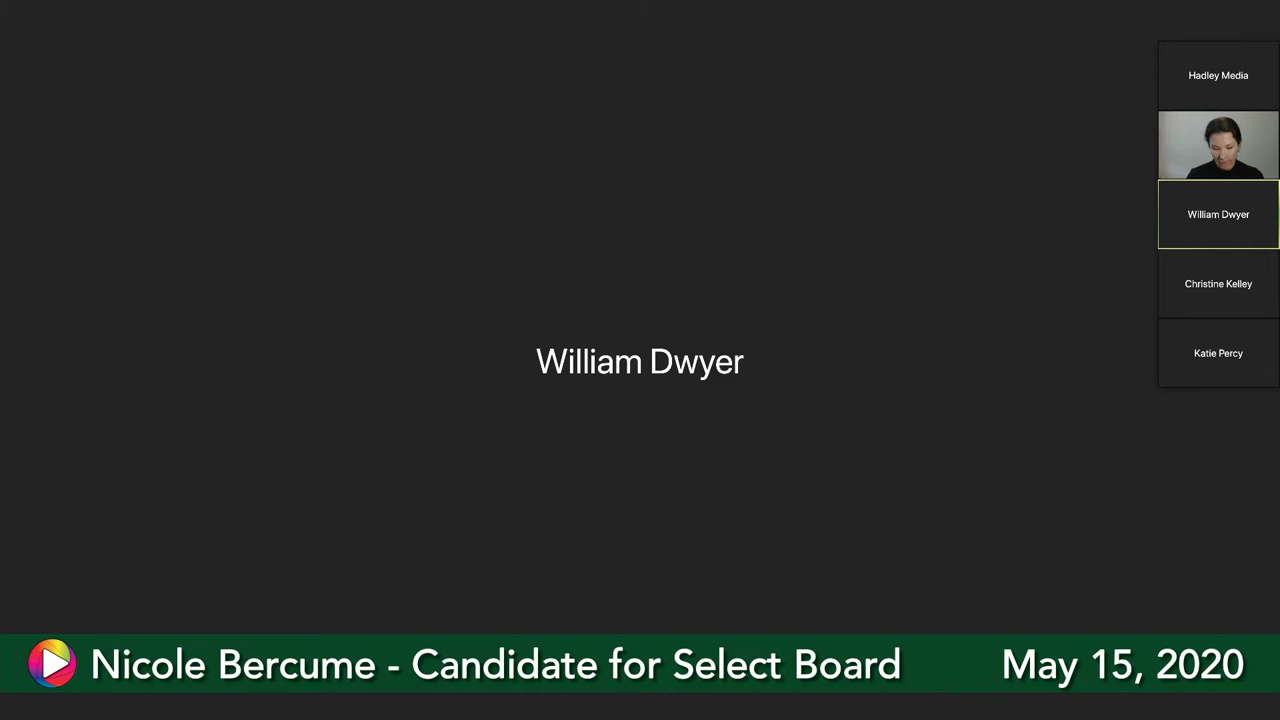 Hadley Media
William Dwyer
Christine Kelley
Katie Percy
William Dwyer
Nicole Bercume - Candidate for Select Board
May 15, 2020